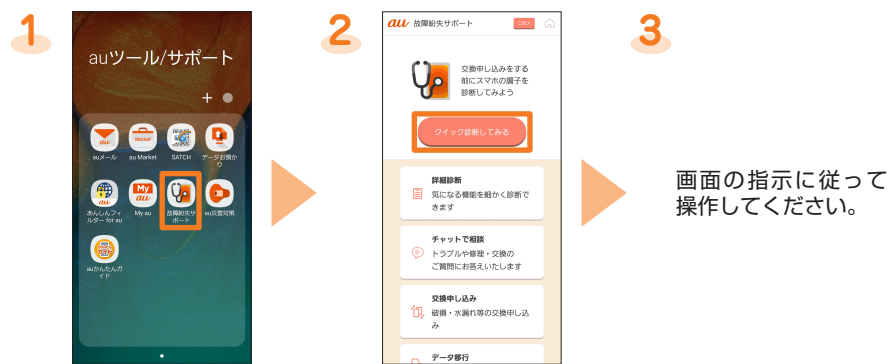 1
auツール/サポート
+
au
Market
auメール
au Market
SATCH
データお預か
り
My
au
au
あんしんフィ
ルター for au
My au
故障紛失サ
ポート
au災害対策
auかんたんガ
イド
2
au 故障紛失サポート
交換申し込みをする
前にスマホの調子を
診断してみよう
クイック診断してみる
詳細診断
気になる機能を細かく診断で
きます
チャットで相談
トラブルや修理・交換の
ご質問にお答えいたします
交換申し込み
破損・水漏れ等の交換申し込
み
データ移行
3
画面の指示に従って
操作してください。